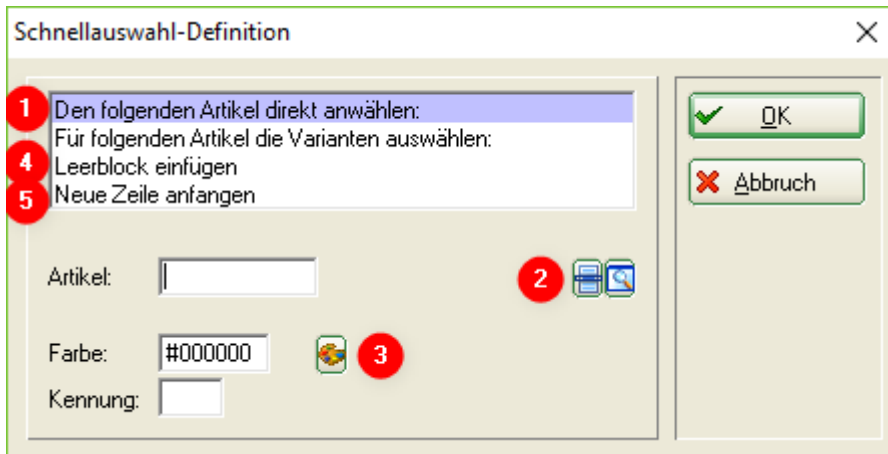 Schnellauswahl-Definition
1 Den folgenden Artikel direkt anwählen:
Für folgenden Artikel die Varianten auswählen:
4 Leerblock einfügen
5 Neue Zeile anfangen
OK
Abbruch
Artikel: 2
Farbe: #000000 3
Kennung: